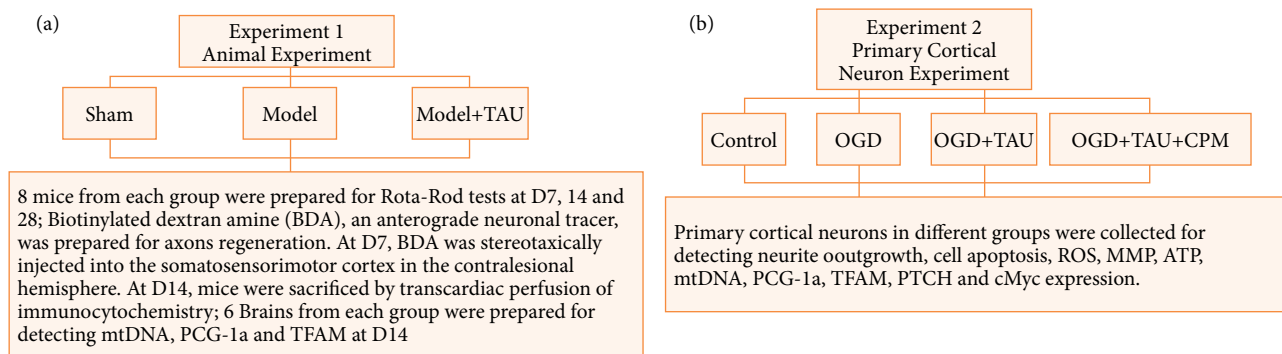 (a)
Experiment 1
Animal Experiment
Sham
Model
Model+TAU
8 mice from each group were prepared for Rota-Rod tests at D7, 14 and
28; Biotinylated dextran amine (BDA), an anterograde neuronal tracer,
was prepared for axons regeneration. At D7, BDA was stereotaxically
injected into the somatosensorimotor cortex in the contralesional
hemisphere. At D14, mice were sacrificed by transcardiac perfusion of
immunocytochemistry; 6 Brains from each group were prepared for
detecting mtDNA, PCG-1a and TFAM at D14
(b)
Experiment 2
Primary Cortical
Neuron Experiment
Control
OGD
OGD+TAU
OGD+TAU+CPM
Primary cortical neurons in different groups were collected for
detecting neurite ooutgrowth, cell apoptosis, ROS, MMP, ATP,
mtDNA, PCG-1a, TFAM, PTCH and cMyc expression.